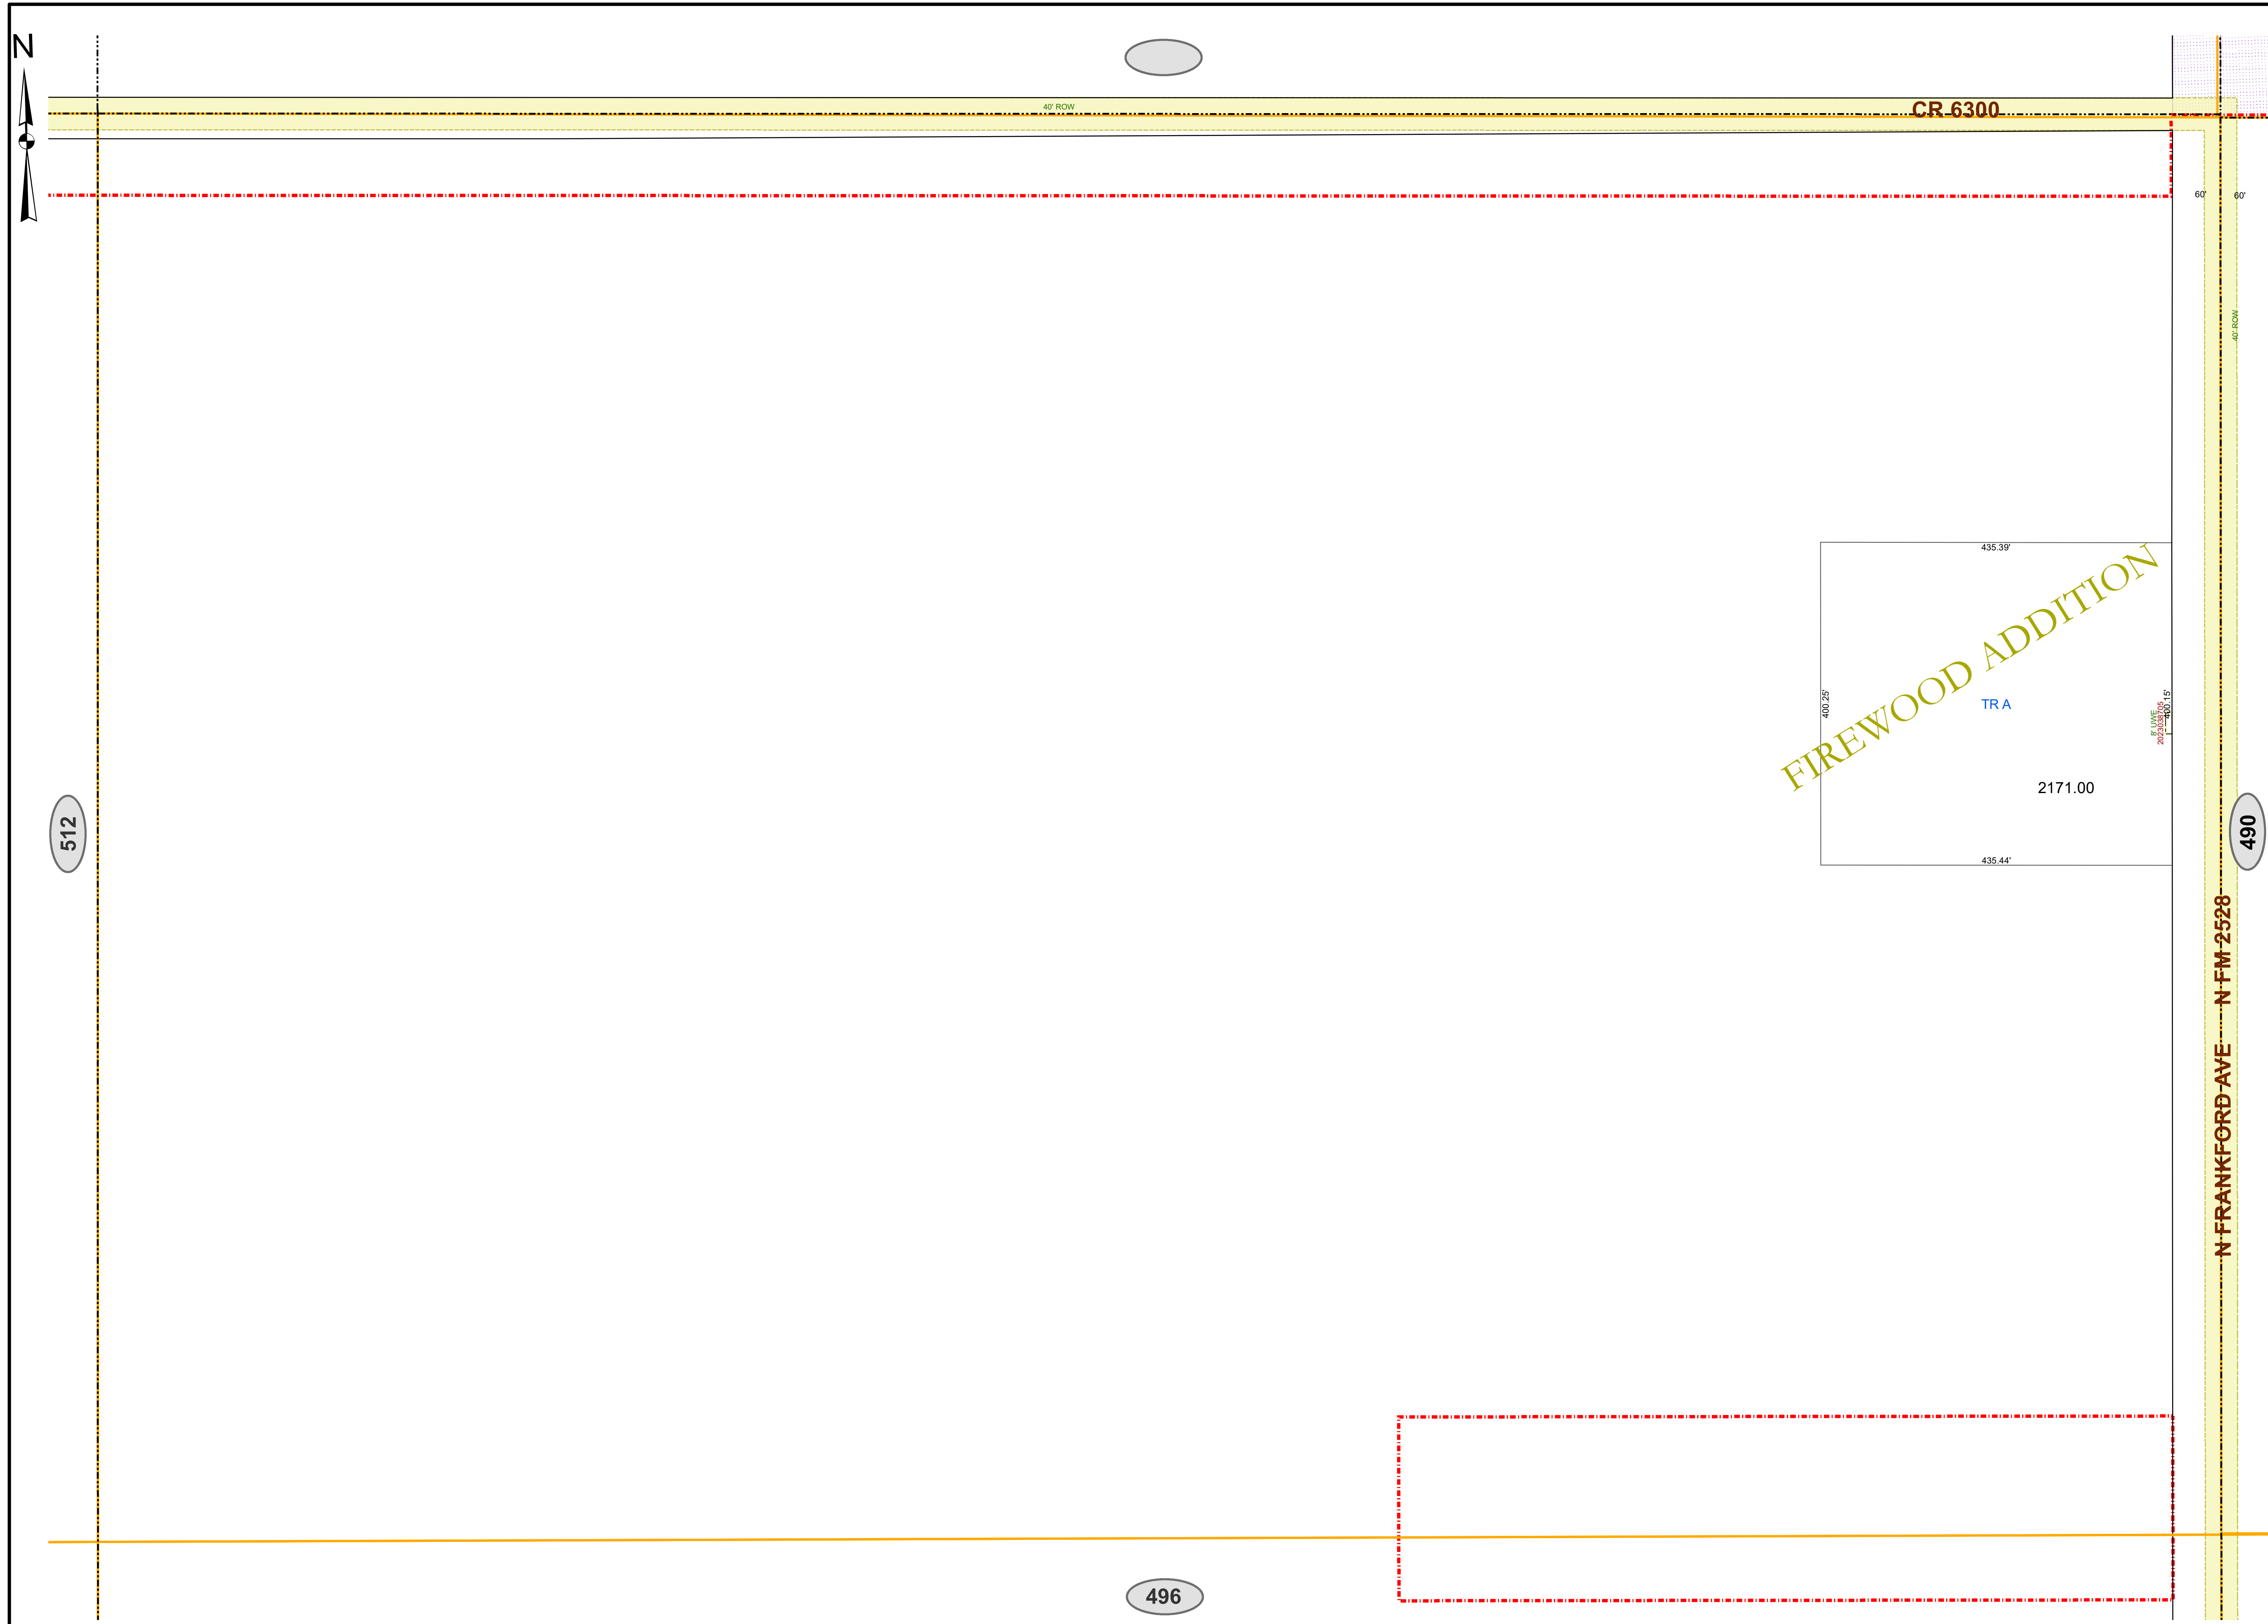 N
40' ROW
CR 6300
60'
60'
40' ROW
435.39'
FIREWOOD ADDITION
400.25'
TR A
8' UWE
2023038705
400.15'
2171.00
512
490
435.44'
N FRANKFORD AVE N FM 2528
496